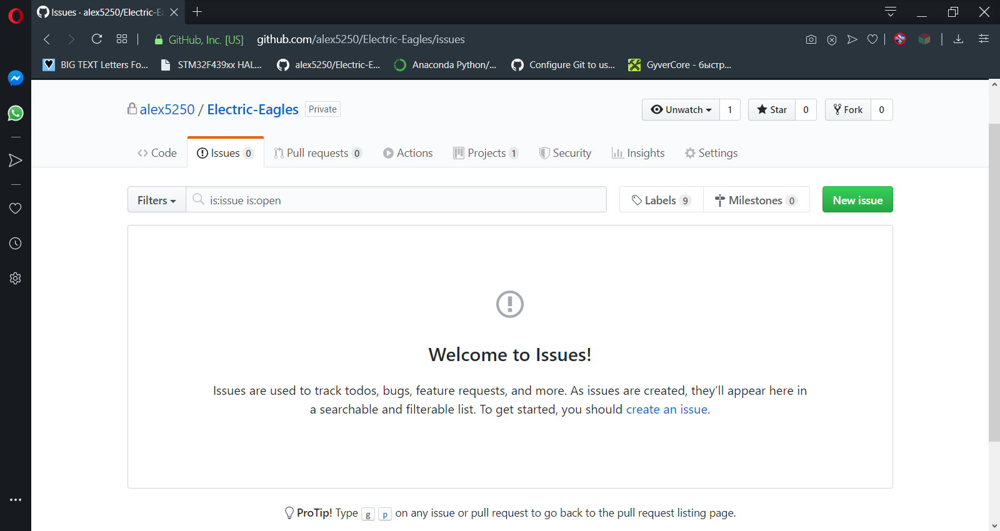 Issues · alex5250/Electric-Ea
GitHub, Inc. [US] github.com/alex5250/Electric-Eagles/issues
BIG TEXT Letters Fo... STM32F439xx HAL... alex5250/Electric-E... Anaconda Python/... Configure Git to us... GyverCore - быстр...
alex5250 / Electric-Eagles Private Unwatch 1 Star 0 Fork 0
Code Issues 0 Pull requests 0 Actions Projects 1 Security Insights Settings
Filters is:issue is:open Labels 9 Milestones 0 New issue
Welcome to Issues!
Issues are used to track todos, bugs, feature requests, and more. As issues are created, they’ll appear here in
a searchable and filterable list. To get started, you should create an issue.
ProTip! Type g p on any issue or pull request to go back to the pull request listing page.